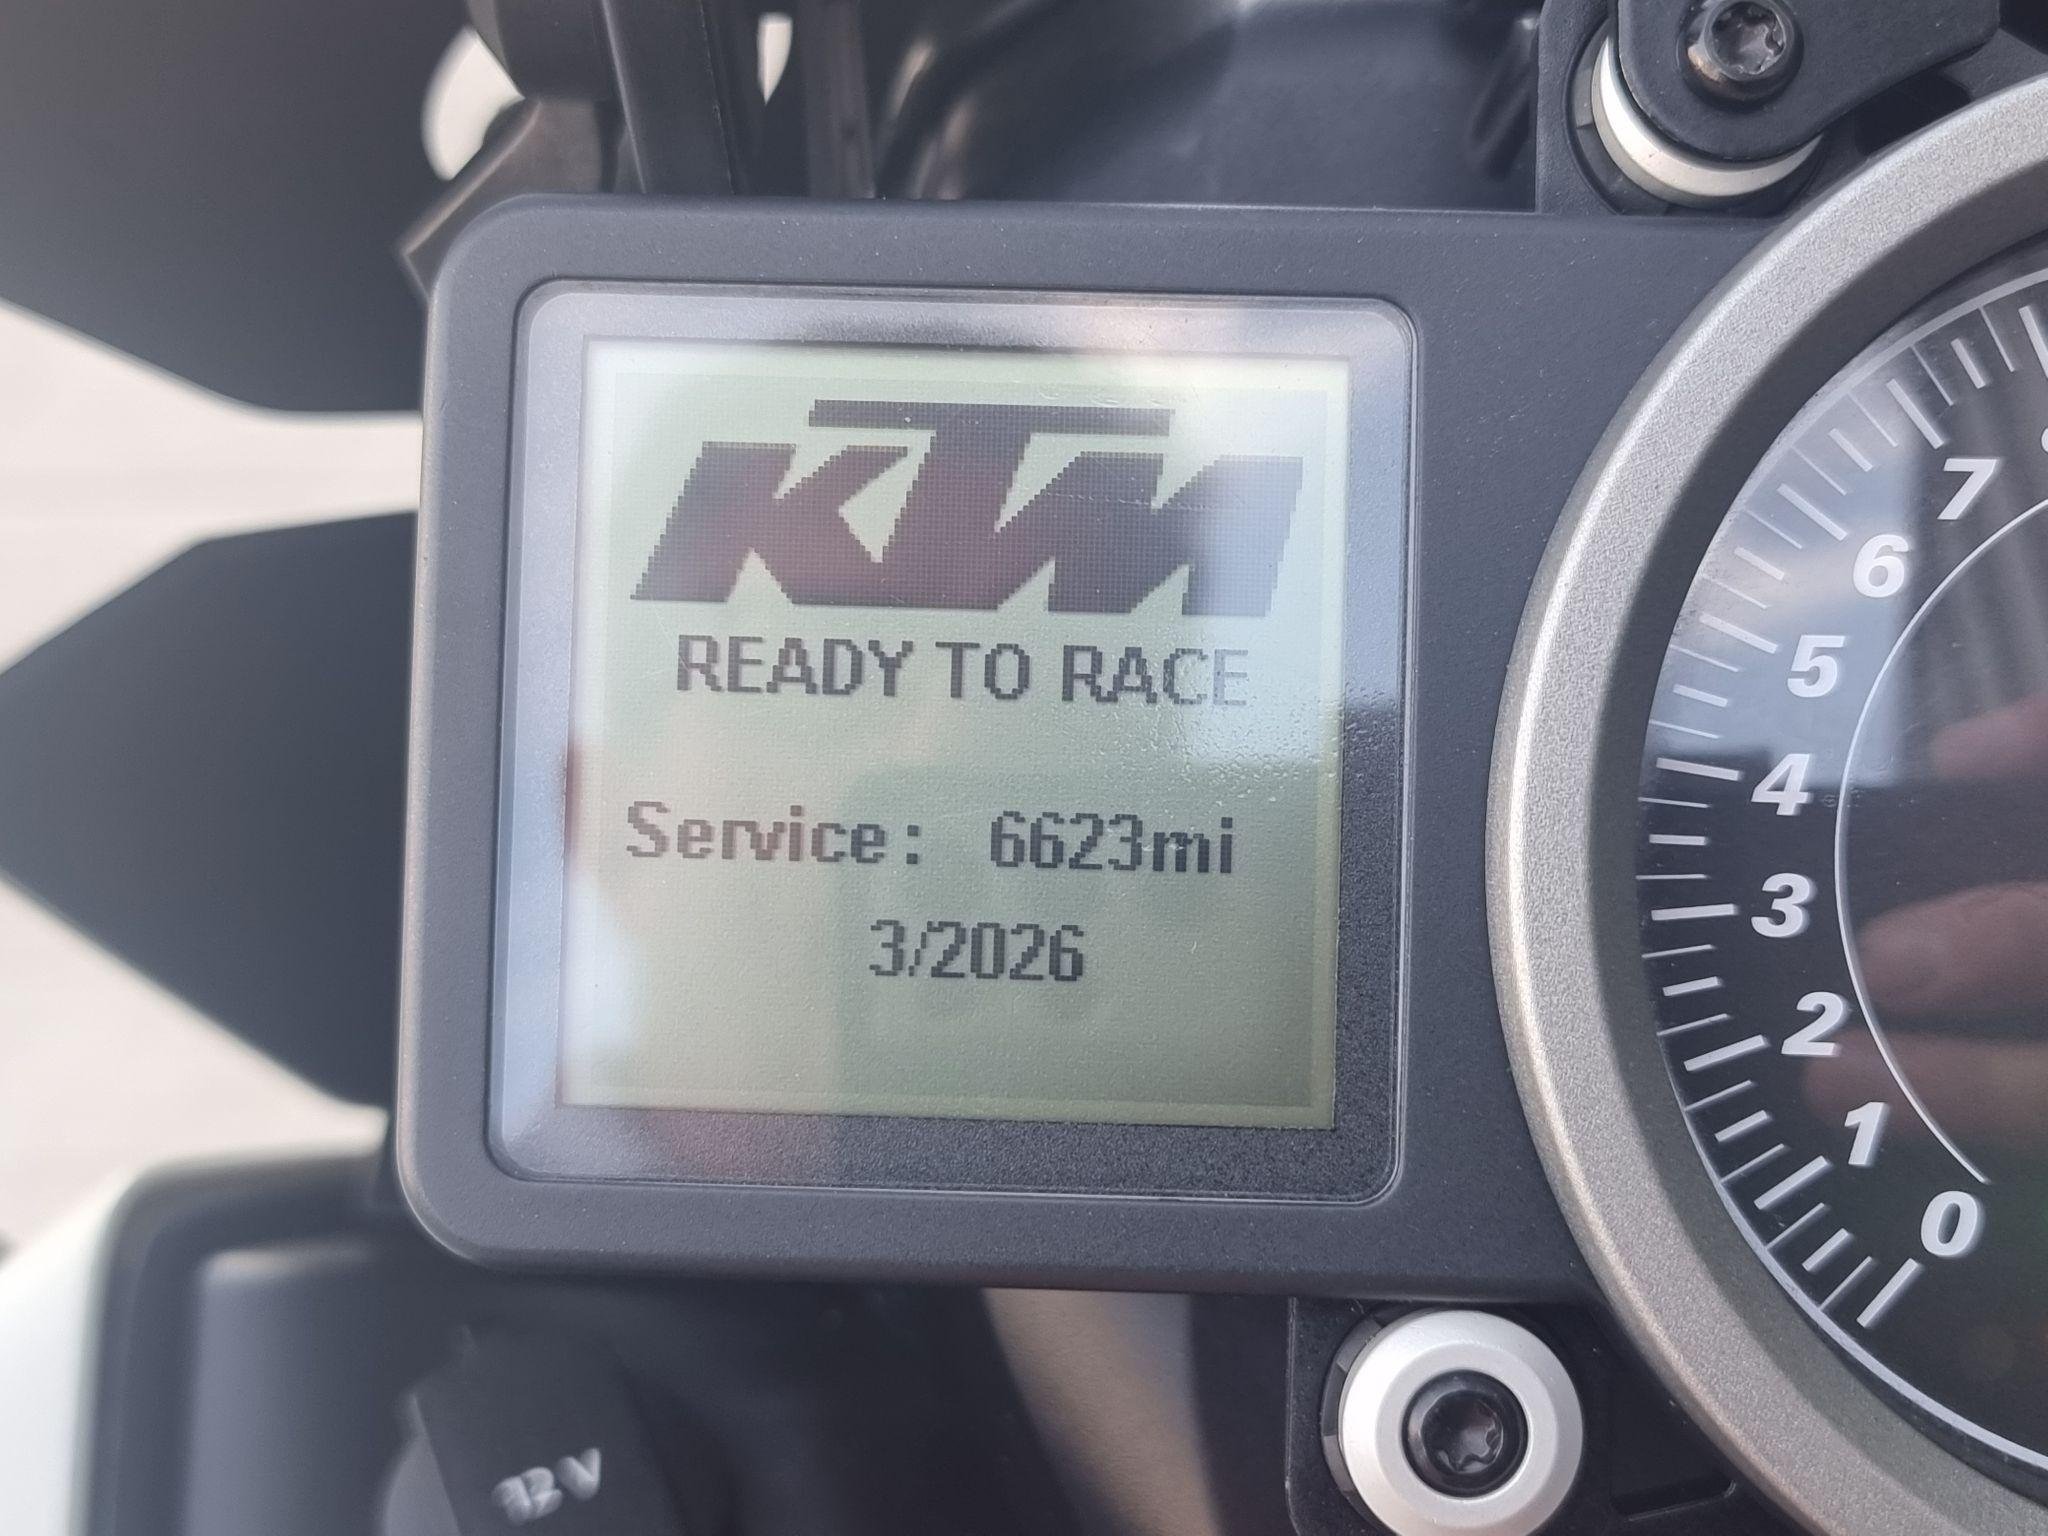 KTM
READY TO RACE
Service: 6623mi
3/2026
7
6
5
4
3
2
1
0
12V